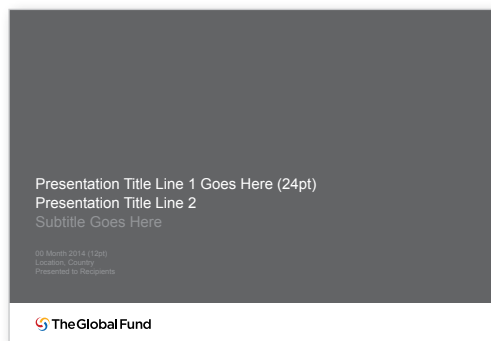 Presentation Title Line 1 Goes Here (24pt)
Presentation Title Line 2
Subtitle Goes Here
00 Month 2014 (12pt)
Location, Country
Presented to Recipients
The Global Fund